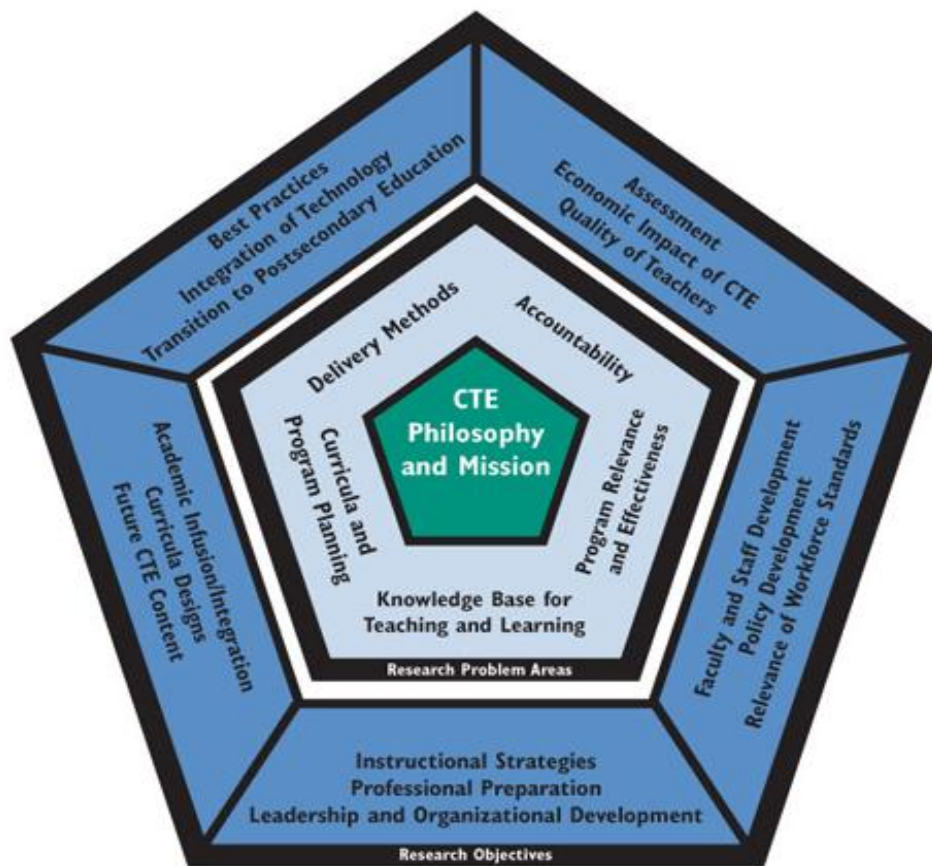 Best Practices
Integration of Technology
Transition to Postsecondary Education
Assessment
Economic Impact of CTE
Quality of Teachers
Delivery Methods
Accountability
CTE
Philosophy
and Mission
Curricula and
Program Planning
Program Relevance
and Effectiveness
Knowledge Base for
Teaching and Learning
Research Problem Areas
Academic Infusion/Integration
Curricula Designs
Future CTE Content
Faculty and Staff Development
Policy Development
Relevance of Workforce Standards
Instructional Strategies
Professional Preparation
Leadership and Organizational Development
Research Objectives